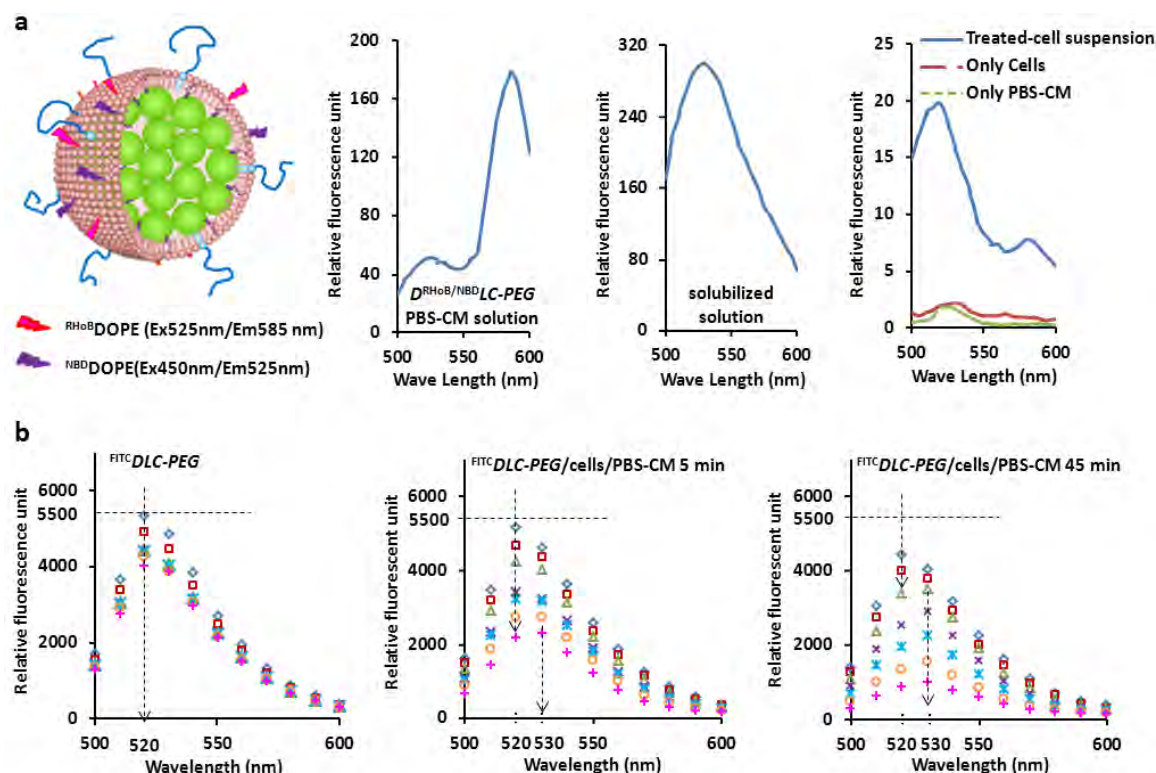 a
Relative fluorescence unit
200
160
120
80
40
0
D^RHoB/NBD LC-PEG
PBS-CM solution
500
550
600
Wave Length (nm)
Relative fluorescence unit
320
240
160
80
0
solubilized
solution
500
550
600
Wave Length (nm)
Relative fluorescence unit
25
20
15
10
5
0
Treated-cell suspension
Only Cells
Only PBS-CM
500
550
600
Wave Length (nm)
RHoBDOPE (Ex525nm/Em585 nm)
NBDDOPE(Ex450nm/Em525nm)
b
FITCDLC-PEG
Relative fluorescent unit
6000
5500
4000
2000
0
500
520
550
600
Wavelength (nm)
FITCDLC-PEG/cells/PBS-CM 5 min
Relative fluorescent unit
6000
5500
4000
2000
0
500
520
530
550
600
Wavelength (nm)
FITCDLC-PEG/cells/PBS-CM 45 min
Relative fluorescent unit
6000
5500
4000
2000
0
500
520
530
550
600
Wavelength (nm)